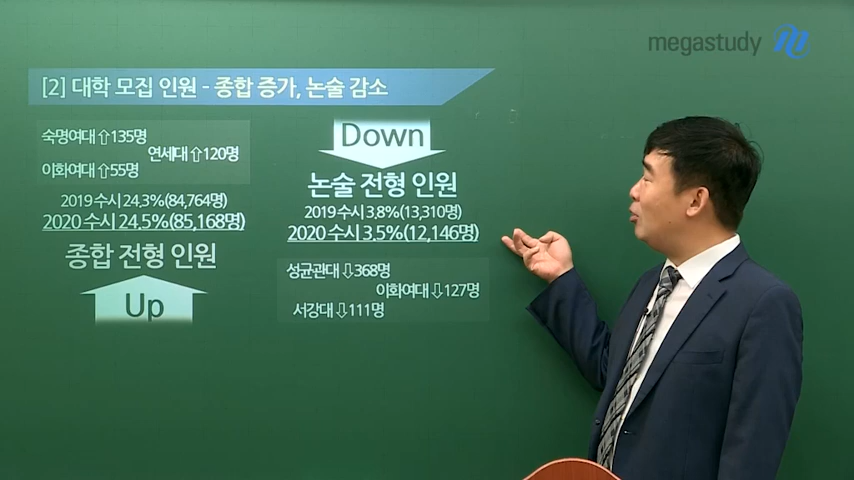 megastudy
[2] 대학 모집 인원 - 종합 증가, 논술 감소
숙명여대 ⇧135명
연세대 ⇧120명
이화여대 ⇧55명
2019 수시 24.3%(84,764명)
2020 수시 24.5%(85,168명)
종합 전형 인원
Up
Down
논술 전형 인원
2019 수시 3.8%(13,310명)
2020 수시 3.5%(12,146명)
성균관대 ⇩368명
이화여대 ⇩127명
서강대 ⇩111명